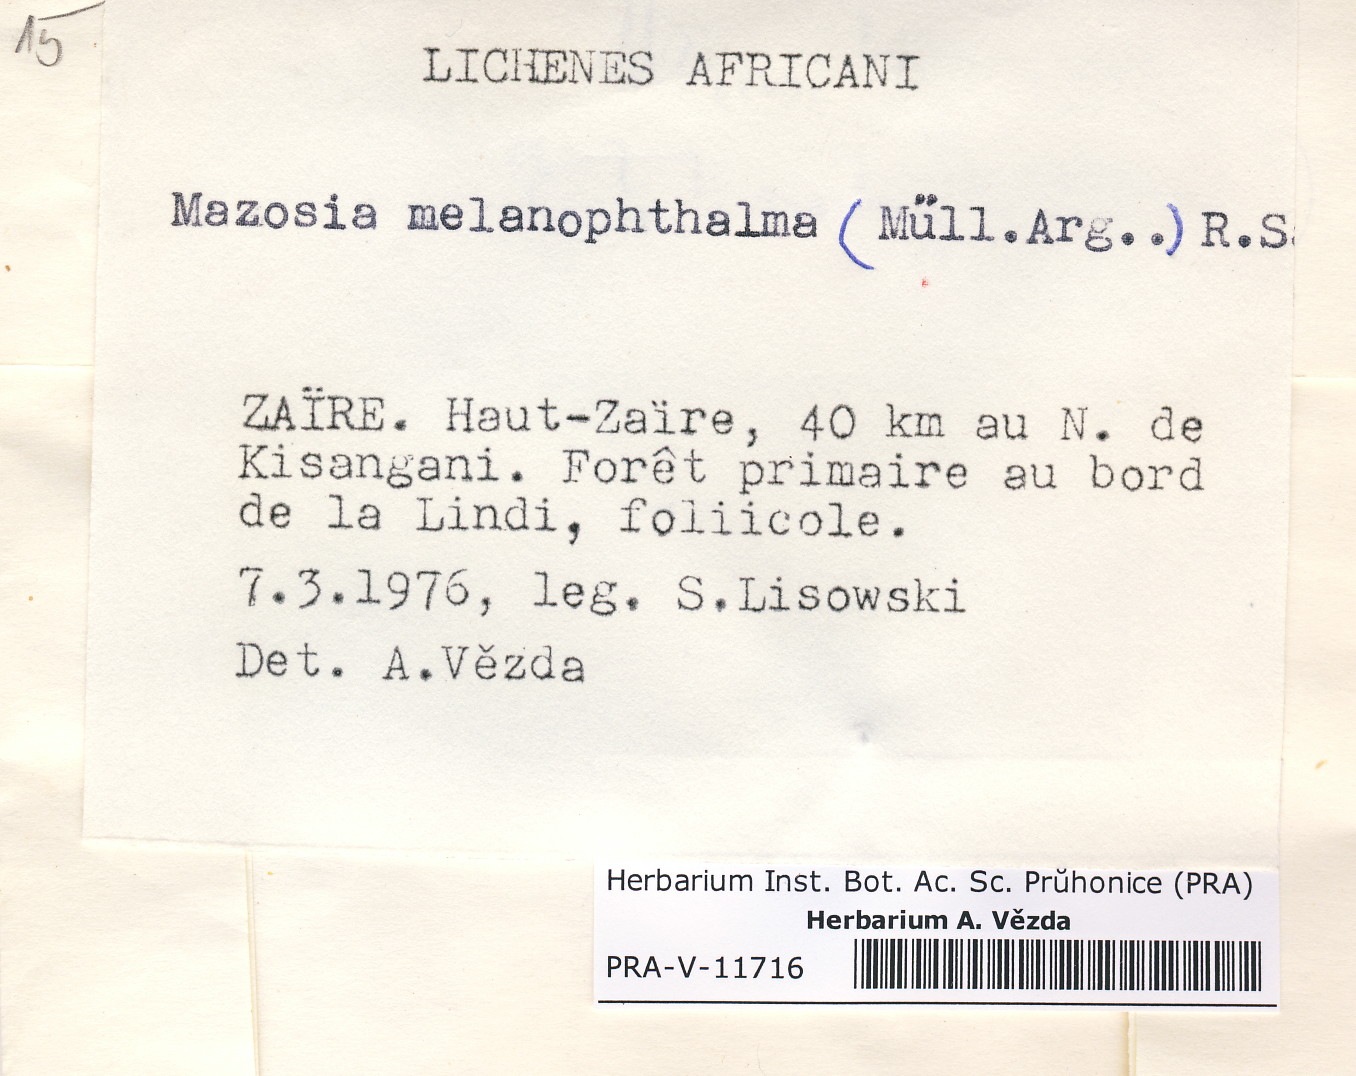 15
LICHENES AFRICANI
Mazosia melanophthalma (Müll.Arg..) R.S.
ZAÏRE. Haut-Zaïre, 40 km au N. de
Kisangani. Forêt primaire au bord
de la Lindi, foliicole.
7.3.1976, leg. S.Lisowski
Det. A.Vězda
Herbarium Inst. Bot. Ac. Sc. Průhonice (PRA)
Herbarium A. Vězda
PRA-V-11716